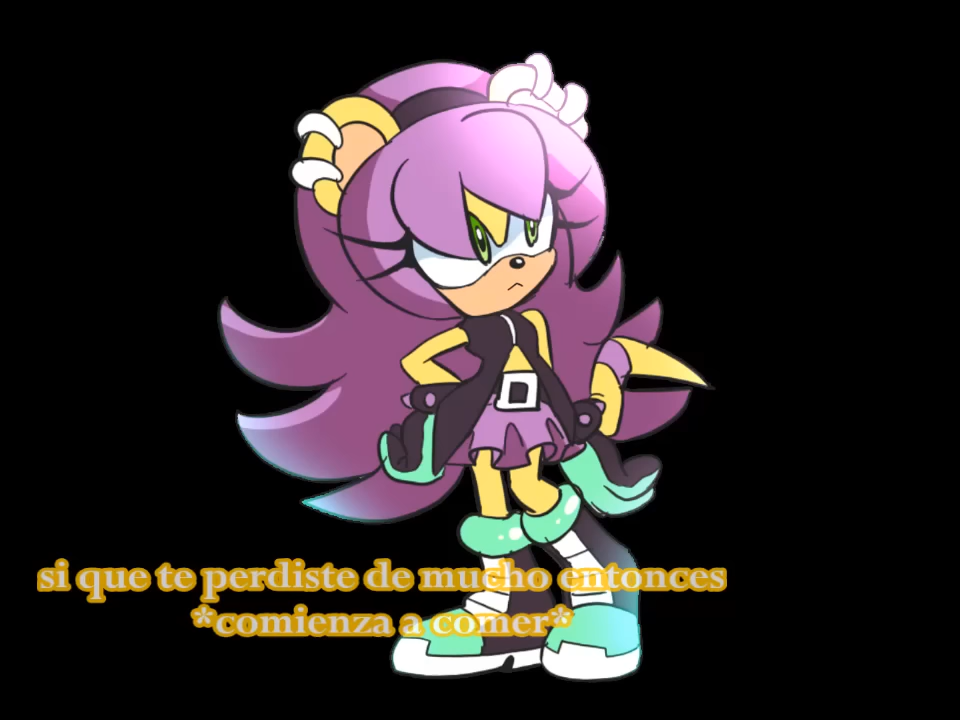 si que te perdiste de mucho entonces
*comienza a comer*